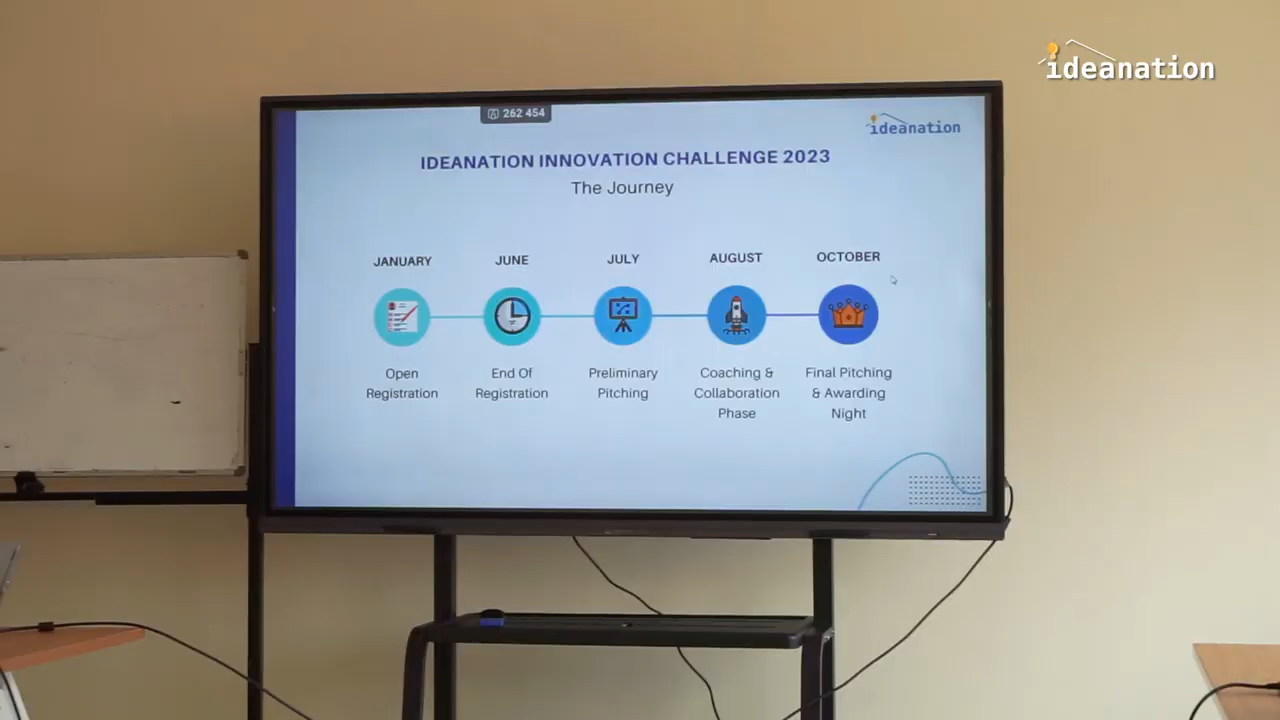 ideanation
262 454
ideanation
IDEANATION INNOVATION CHALLENGE 2023
The Journey
JANUARY
JUNE
JULY
AUGUST
OCTOBER
Open
Registration
End Of
Registration
Preliminary
Pitching
Coaching &
Collaboration
Phase
Final Pitching
& Awarding
Night